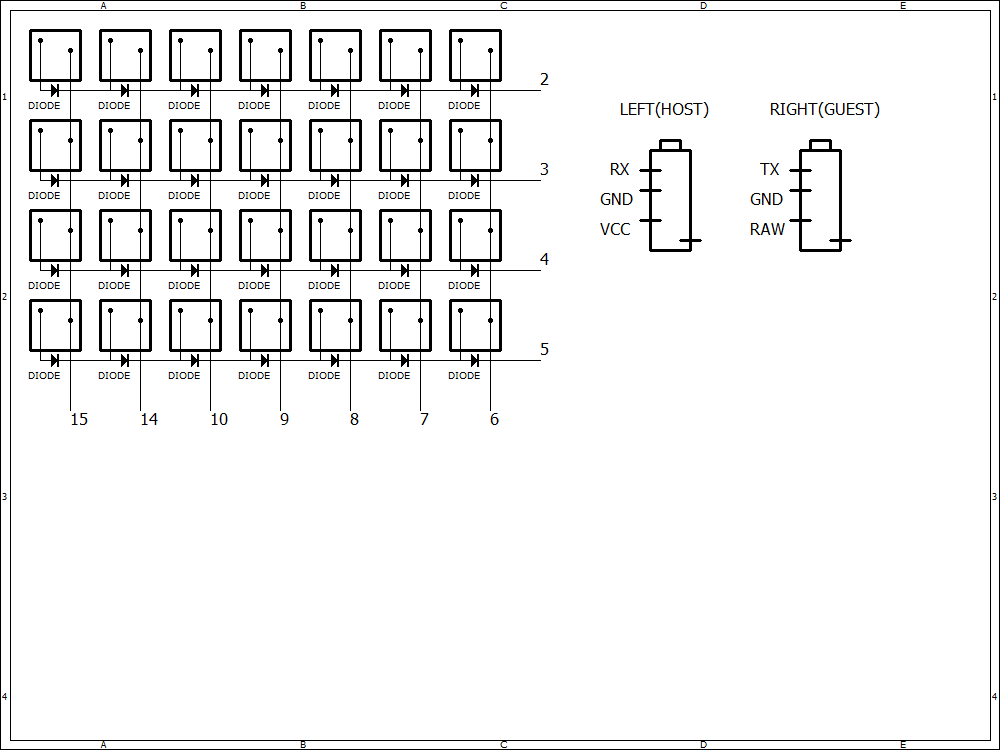 A B C D E
2
DIODE DIODE DIODE DIODE DIODE DIODE DIODE
1 1
LEFT(HOST) RIGHT(GUEST)
3
RX TX
DIODE DIODE DIODE DIODE DIODE DIODE DIODE
GND GND
VCC RAW
4
DIODE DIODE DIODE DIODE DIODE DIODE DIODE
2 2
5
DIODE DIODE DIODE DIODE DIODE DIODE DIODE
15 14 10 9 8 7 6
3 3
4 4
A B C D E